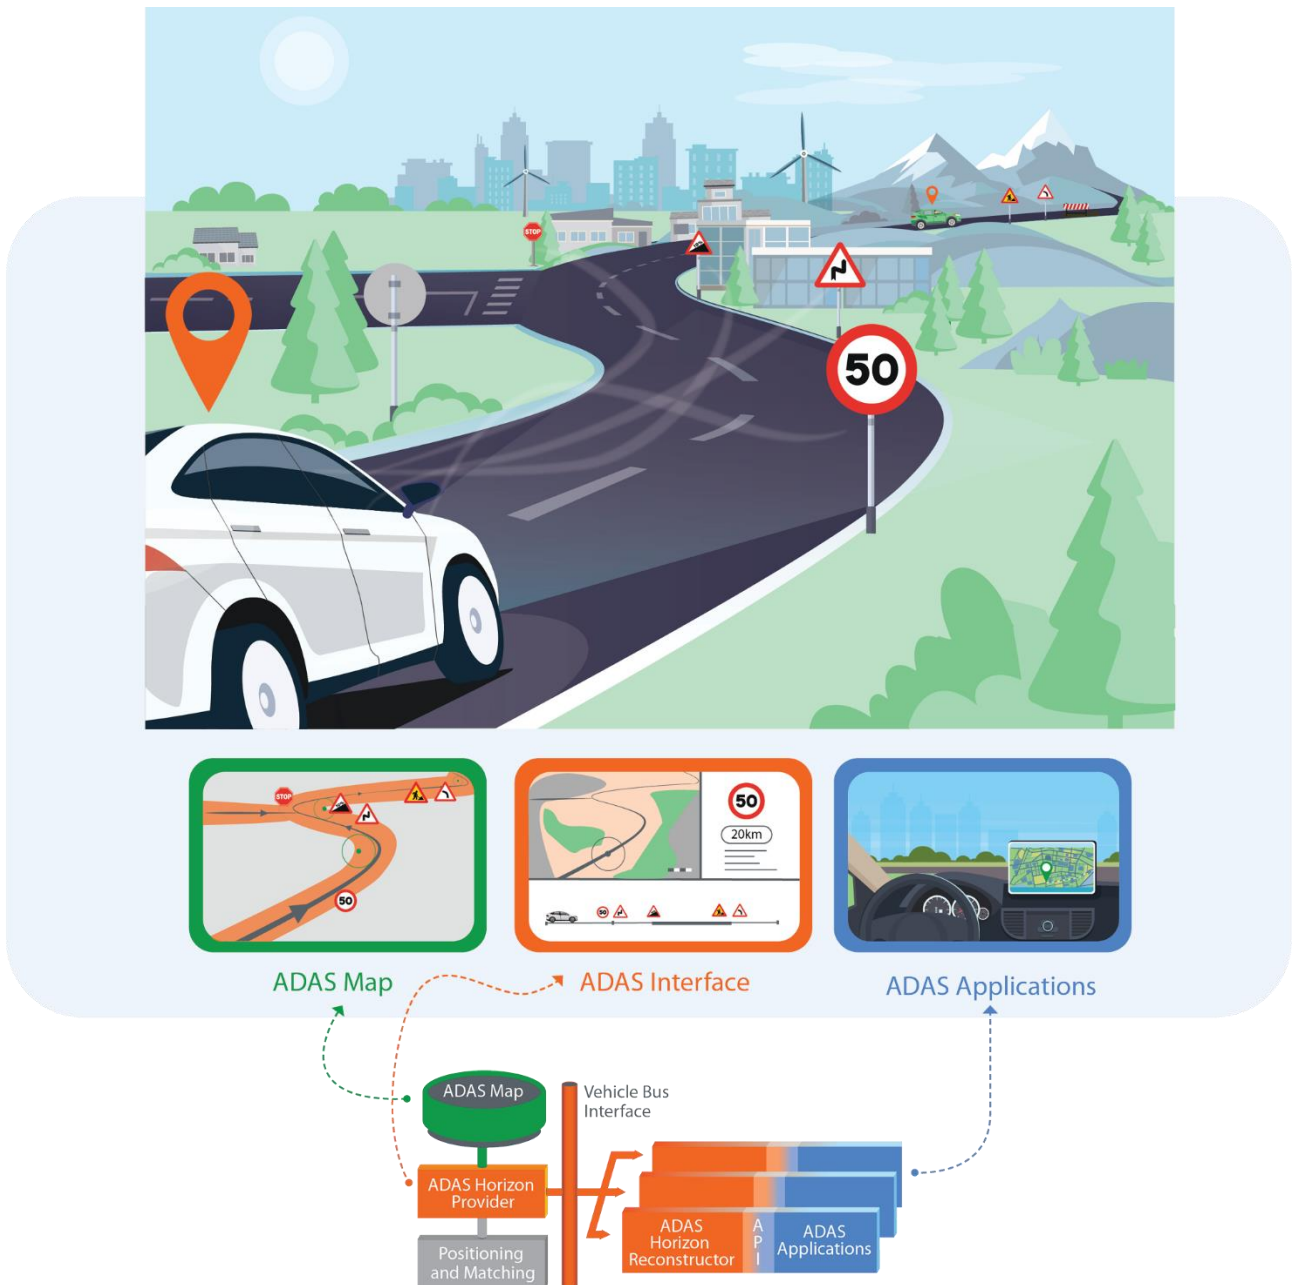 STOP
50
STOP
50
50
20km
50
ADAS Map
ADAS Interface
ADAS Applications
ADAS Map
Vehicle Bus
Interface
ADAS Horizon
Provider
Positioning
and Matching
ADAS
Horizon
Reconstructor
A
P
I
ADAS
Applications